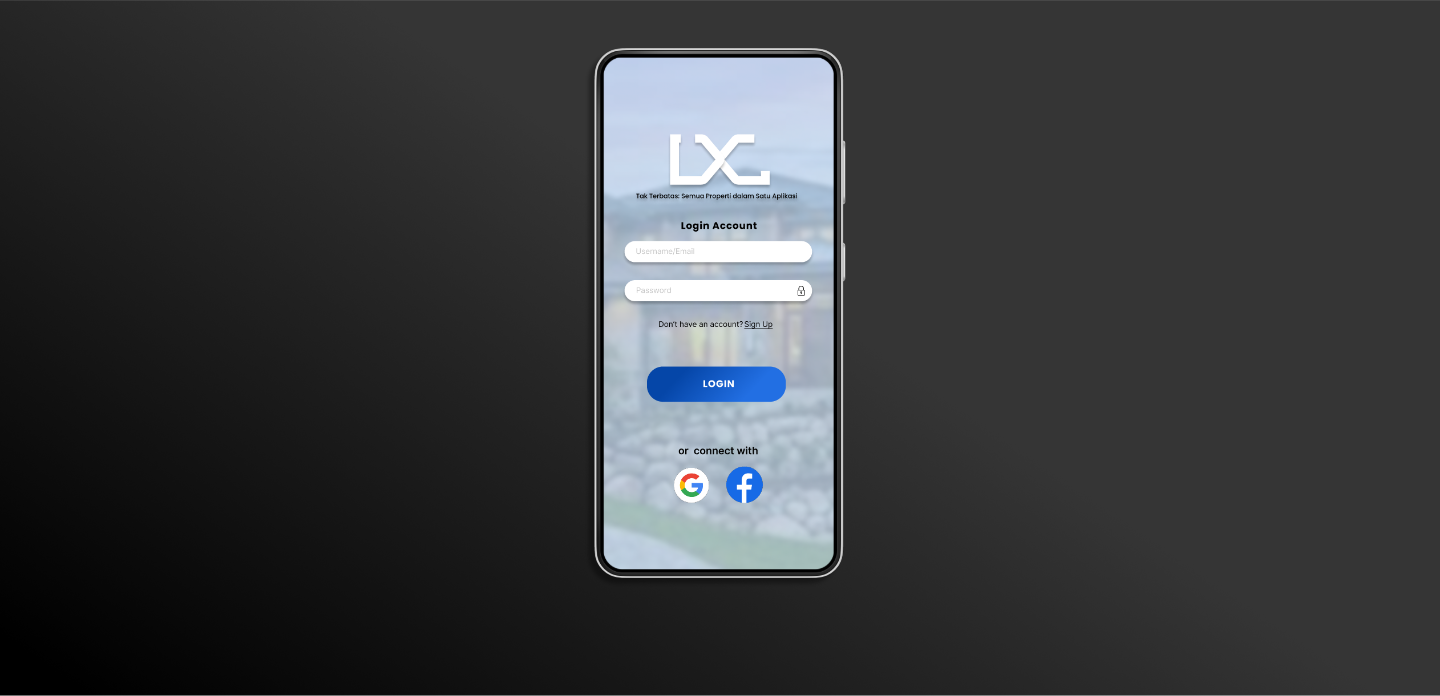 LXC
Tak Terbatas: Semua Properti dalam Satu Aplikasi
Login Account
Username/Email
Password
Don't have an account? Sign Up
LOGIN
or connect with